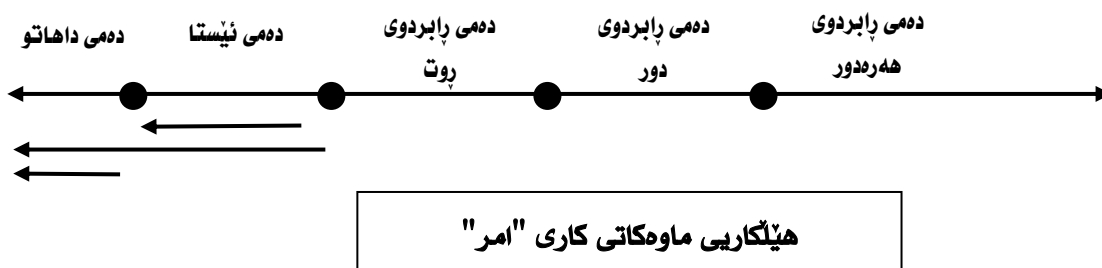 دەمی ڕابردوی
هەرەدور
دەمی ڕابردوی
دور
دەمی ڕابردوی
ڕوت
دەمی ئێستا
دەمی داهاتو
هێڵکاریی ماوەکاتی کاری "امر"